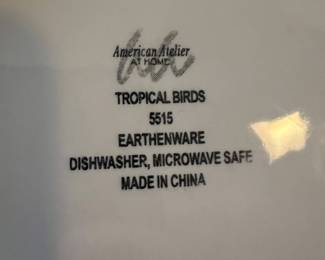 American Atelier
AT HOME
TROPICAL BIRDS
5515
EARTHENWARE
DISHWASHER, MICROWAVE SAFE
MADE IN CHINA